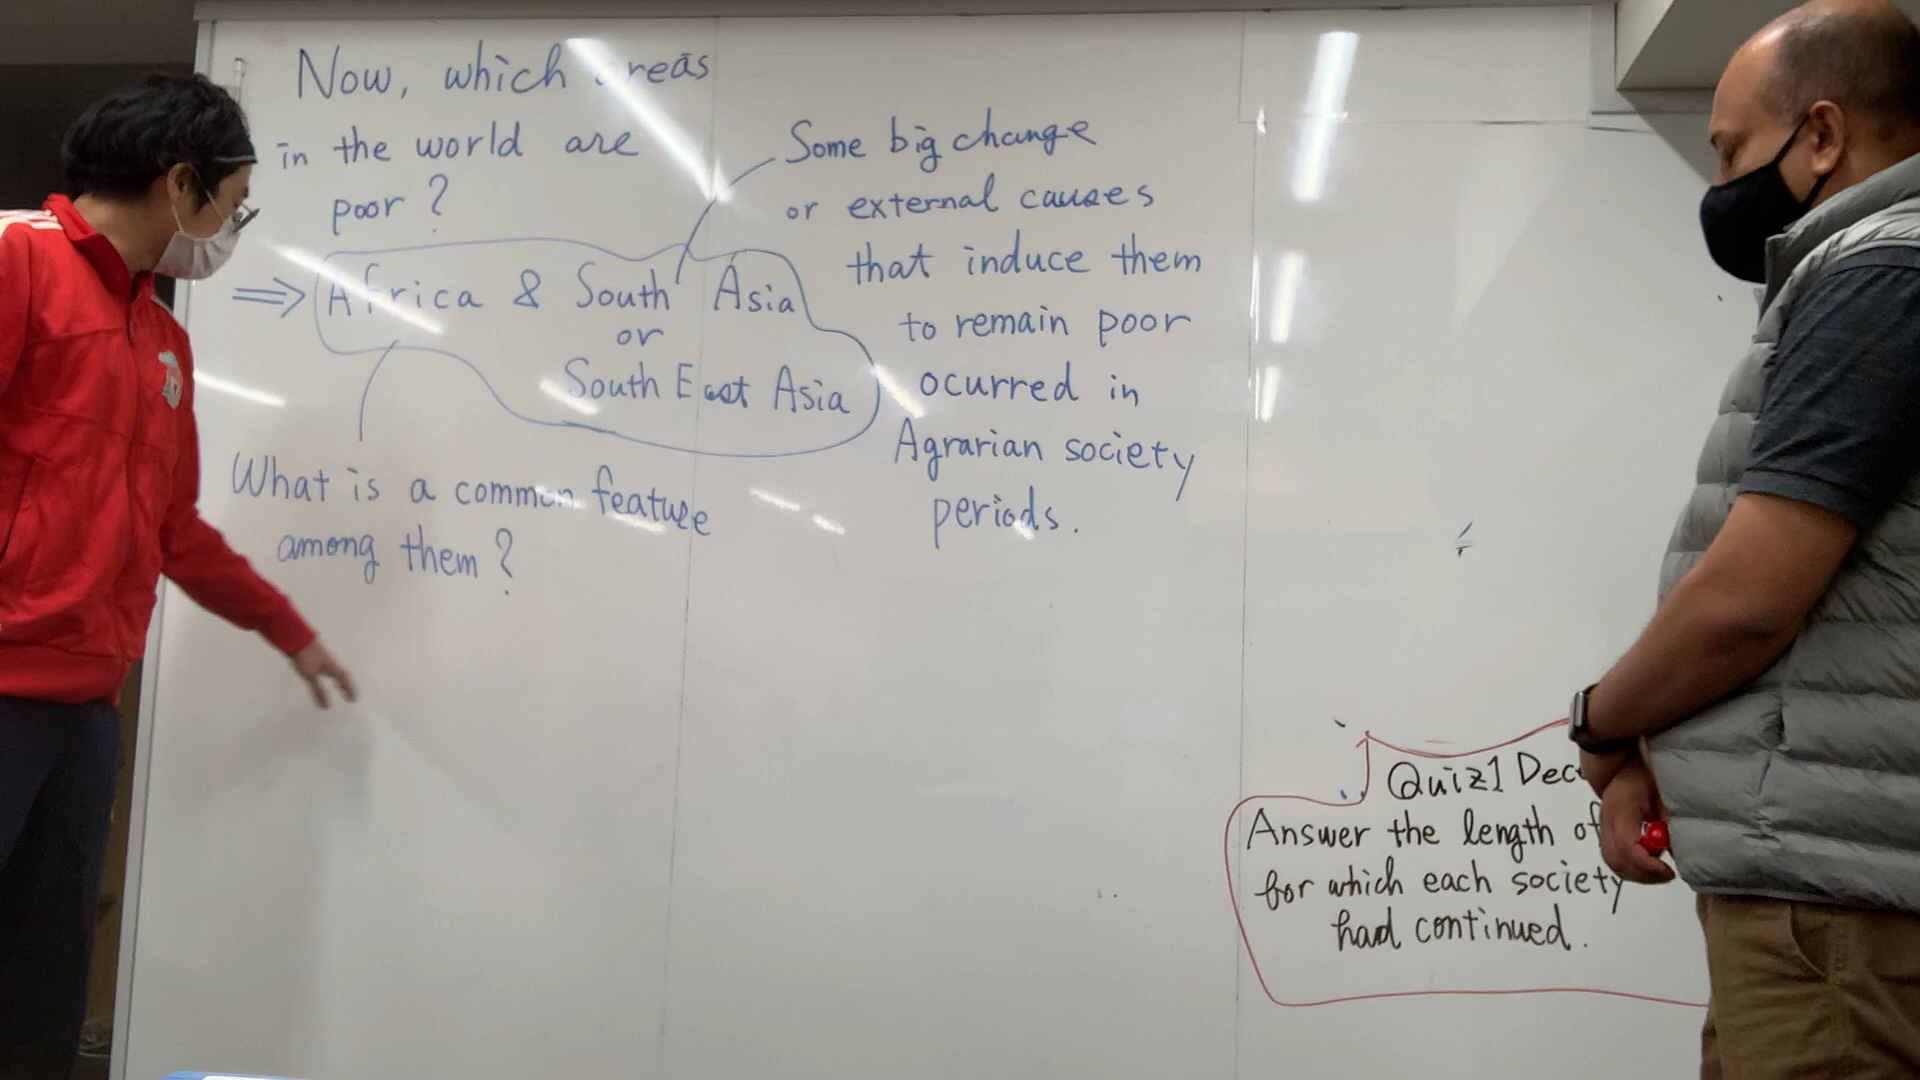 Now, which areas
in the world are
poor?
⇒ Africa & South Asia
or
South East Asia
What is a common feature
among them?
Some big change
or external causes
that induce them
to remain poor
ocurred in
Agrarian society
periods.
Quiz1 Dec
Answer the length of
for which each society
had continued.